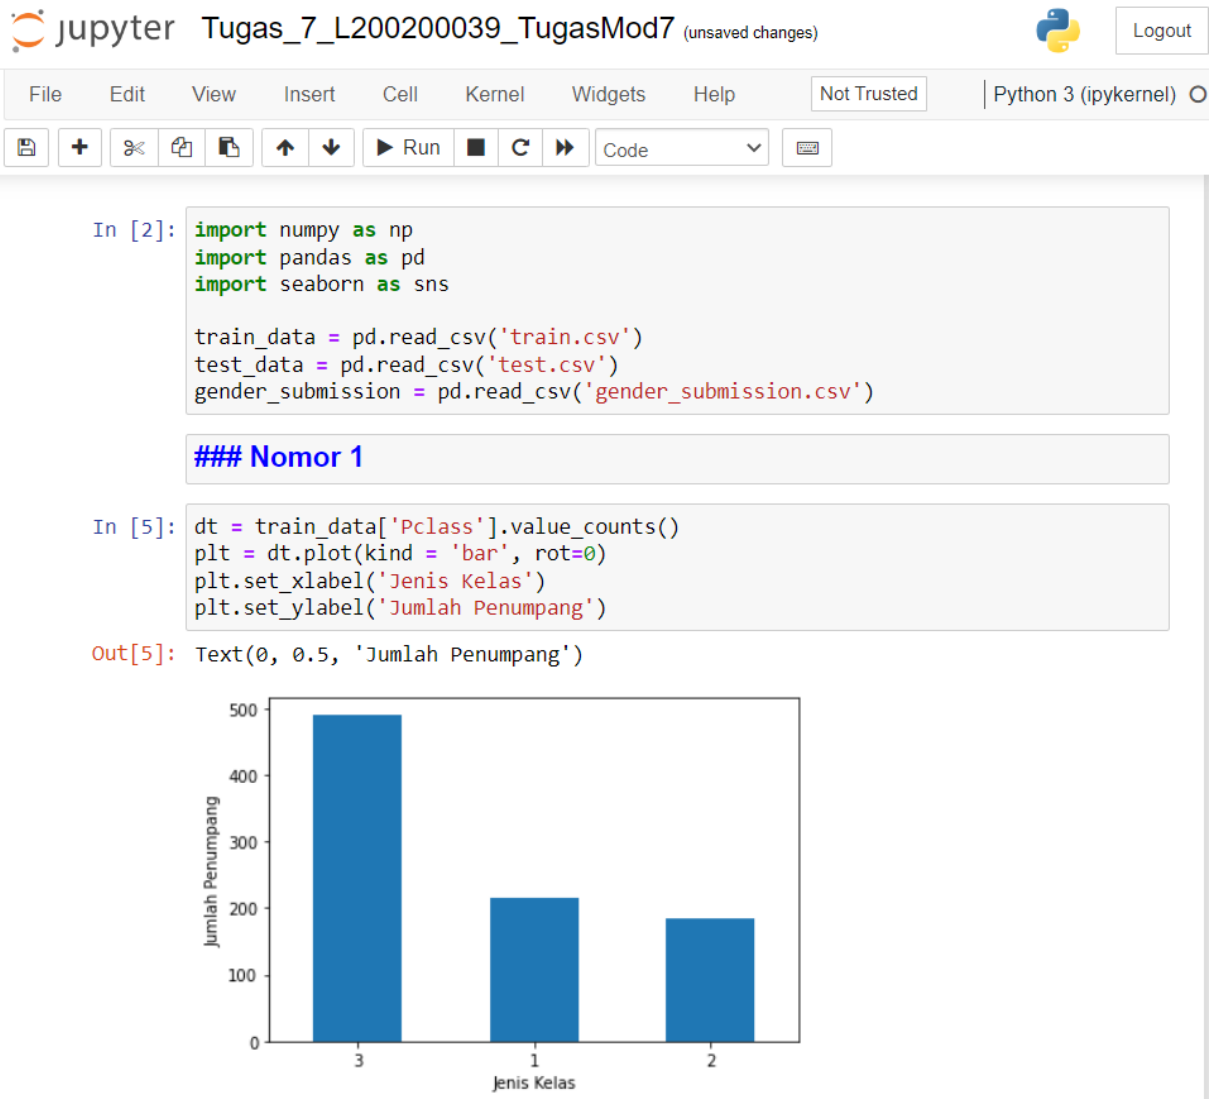 jupyter Tugas_7_L200200039_TugasMod7 (unsaved changes) Logout
File Edit View Insert Cell Kernel Widgets Help Not Trusted Python 3 (ipykernel)
Run Code
In [2]: import numpy as np
import pandas as pd
import seaborn as sns
train_data = pd.read_csv('train.csv')
test_data = pd.read_csv('test.csv')
gender_submission = pd.read_csv('gender_submission.csv')
### Nomor 1
In [5]: dt = train_data['Pclass'].value_counts()
plt = dt.plot(kind = 'bar', rot=0)
plt.set_xlabel('Jenis Kelas')
plt.set_ylabel('Jumlah Penumpang')
Out[5]: Text(0, 0.5, 'Jumlah Penumpang')
Jumlah Penumpang
500
400
300
200
100
0
3 1 2
Jenis Kelas